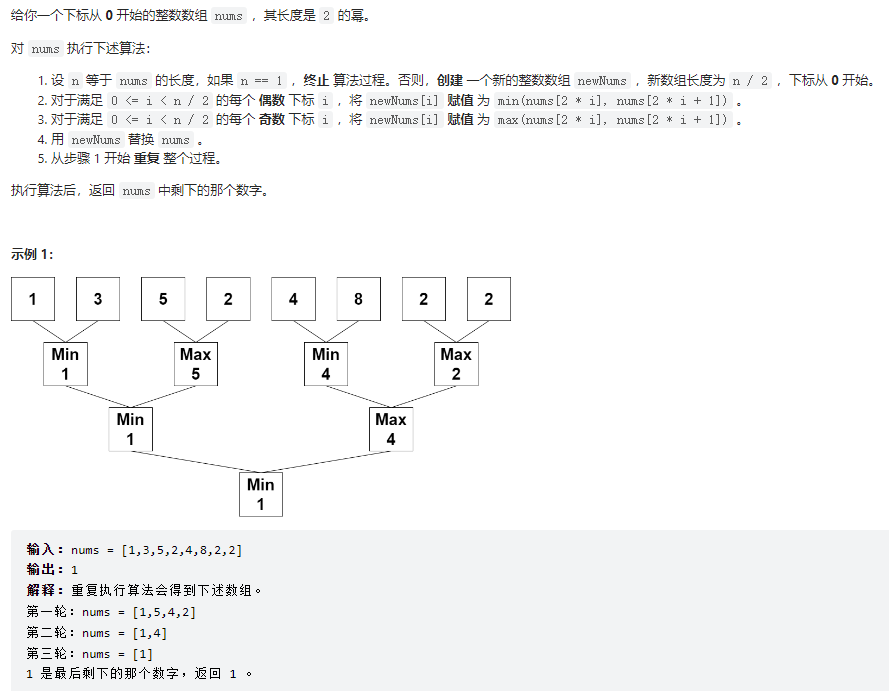 给你一个下标从 0 开始的整数数组 nums ，其长度是 2 的幂。
对 nums 执行下述算法：
1. 设 n 等于 nums 的长度，如果 n == 1 ，终止 算法过程。否则，创建 一个新的整数数组 newNums ，新数组长度为 n / 2 ，下标从 0 开始。
2. 对于满足 0 <= i < n / 2 的每个 偶数 下标 i ，将 newNums[i] 赋值 为 min(nums[2 * i], nums[2 * i + 1]) 。
3. 对于满足 0 <= i < n / 2 的每个 奇数 下标 i ，将 newNums[i] 赋值 为 max(nums[2 * i], nums[2 * i + 1]) 。
4. 用 newNums 替换 nums 。
5. 从步骤 1 开始 重复 整个过程。
执行算法后，返回 nums 中剩下的那个数字。
示例 1：
1 3 5 2 4 8 2 2
Min Max Min Max
1 5 4 2
Min Max
1 4
Min
1
输入：nums = [1,3,5,2,4,8,2,2]
输出：1
解释：重复执行算法会得到下述数组。
第一轮：nums = [1,5,4,2]
第二轮：nums = [1,4]
第三轮：nums = [1]
1 是最后剩下的那个数字，返回 1 。